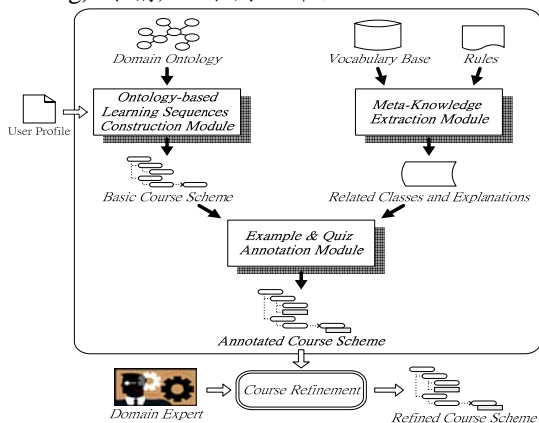 Domain Ontology
Vocabulary Base
Rules
User Profile
Ontology-based
Learning Sequences
Construction Module
Meta-Knowledge
Extraction Module
Basic Course Scheme
Related Classes and Explanations
Example & Quiz
Annotation Module
Annotated Course Scheme
Course Refinement
Domain Expert
Refined Course Scheme